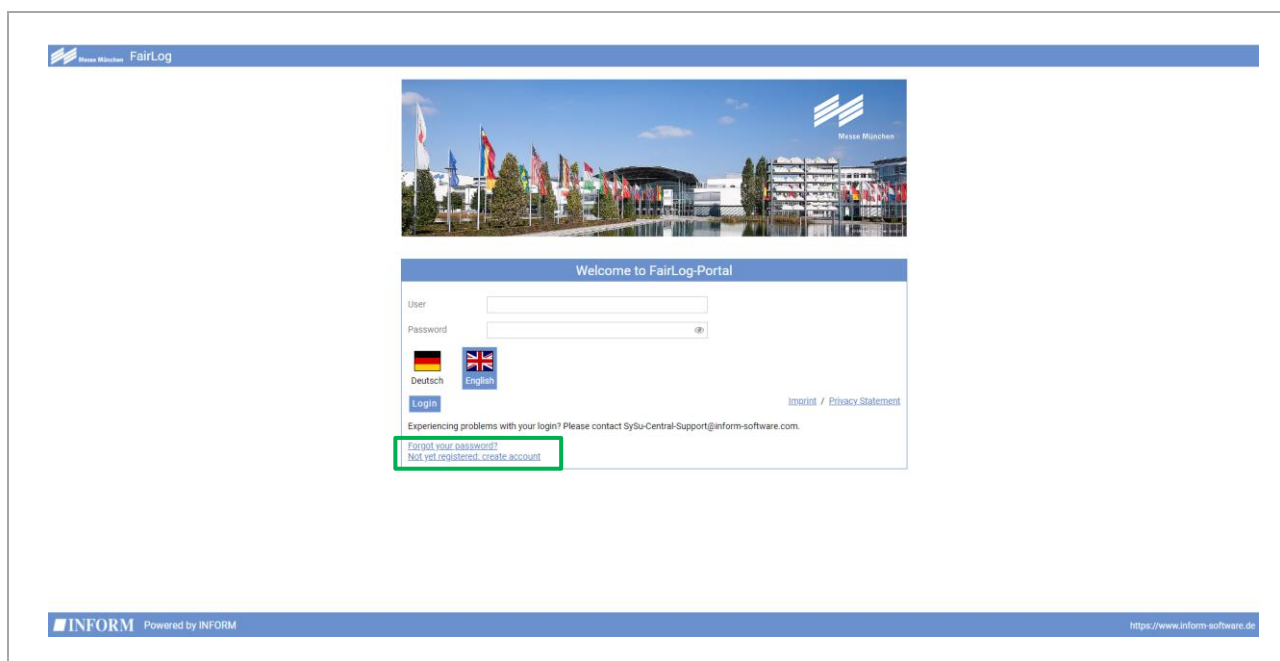 Messe München FairLog
Messe München
Welcome to FairLog-Portal
User
Password
Deutsch English
Login
Imprint / Privacy Statement
Experiencing problems with your login? Please contact SySu-Central-Support@inform-software.com.
Forgot your password?
Not yet registered, create account
INFORM Powered by INFORM
https://www.inform-software.de